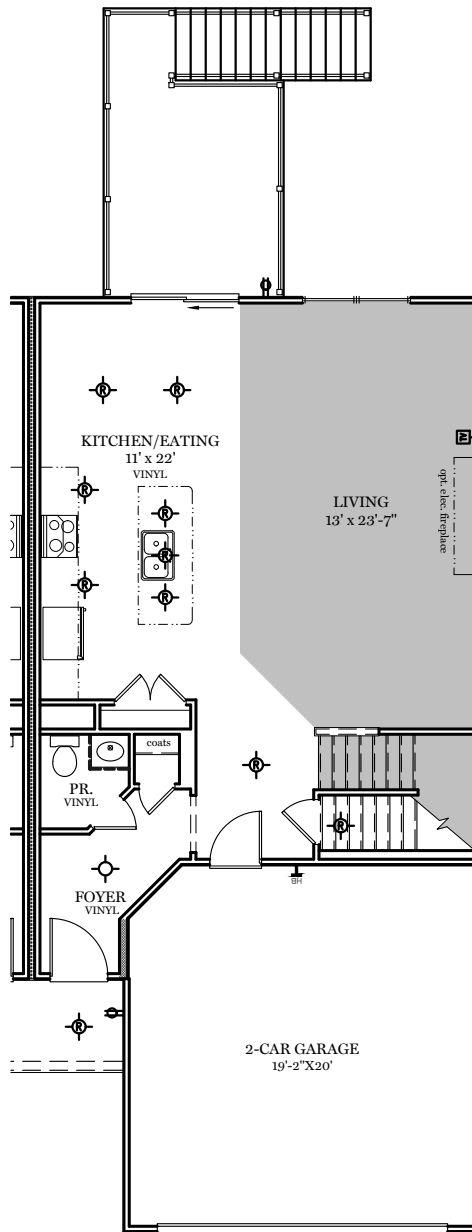 R
R
KITCHEN/EATING
11' x 22'
VINYL
R
R
R
R
R
LIVING
13' x 23'-7"
W
opt. elec. fireplace
coats
PR.
VINYL
R
R
FOYER
VINYL
HB
R
2-CAR GARAGE
19'-2"X20'